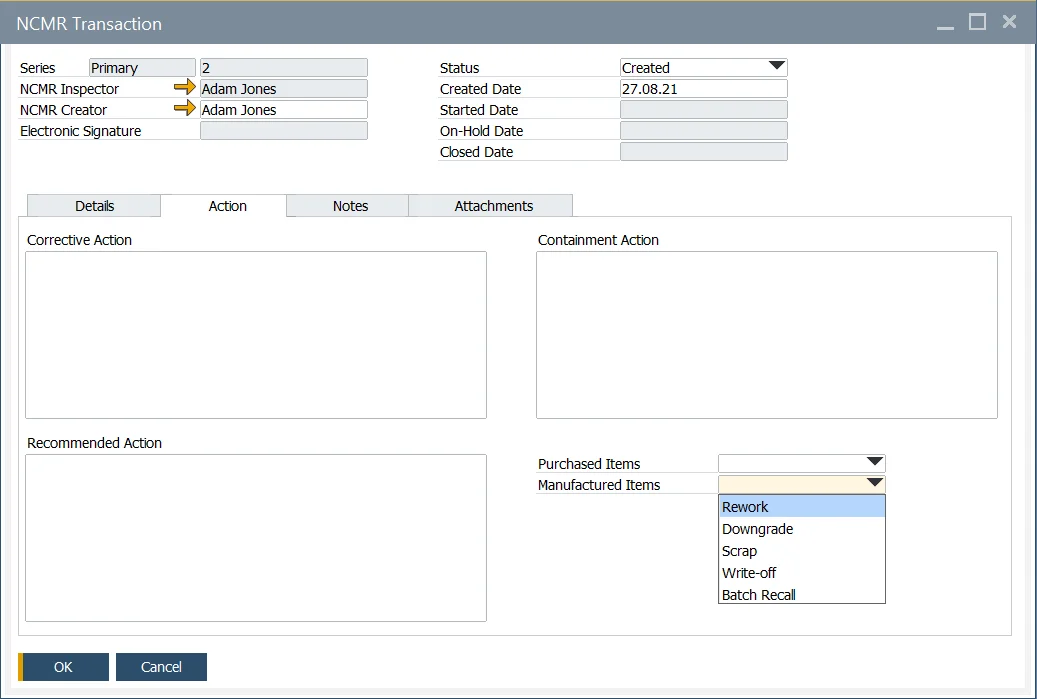 NCMR Transaction
Series Primary 2
NCMR Inspector Adam Jones
NCMR Creator Adam Jones
Electronic Signature
Status Created
Created Date 27.08.21
Started Date
On-Hold Date
Closed Date
Details Action Notes Attachments
Corrective Action
Containment Action
Recommended Action
Purchased Items
Manufactured Items
Rework
Downgrade
Scrap
Write-off
Batch Recall
OK Cancel